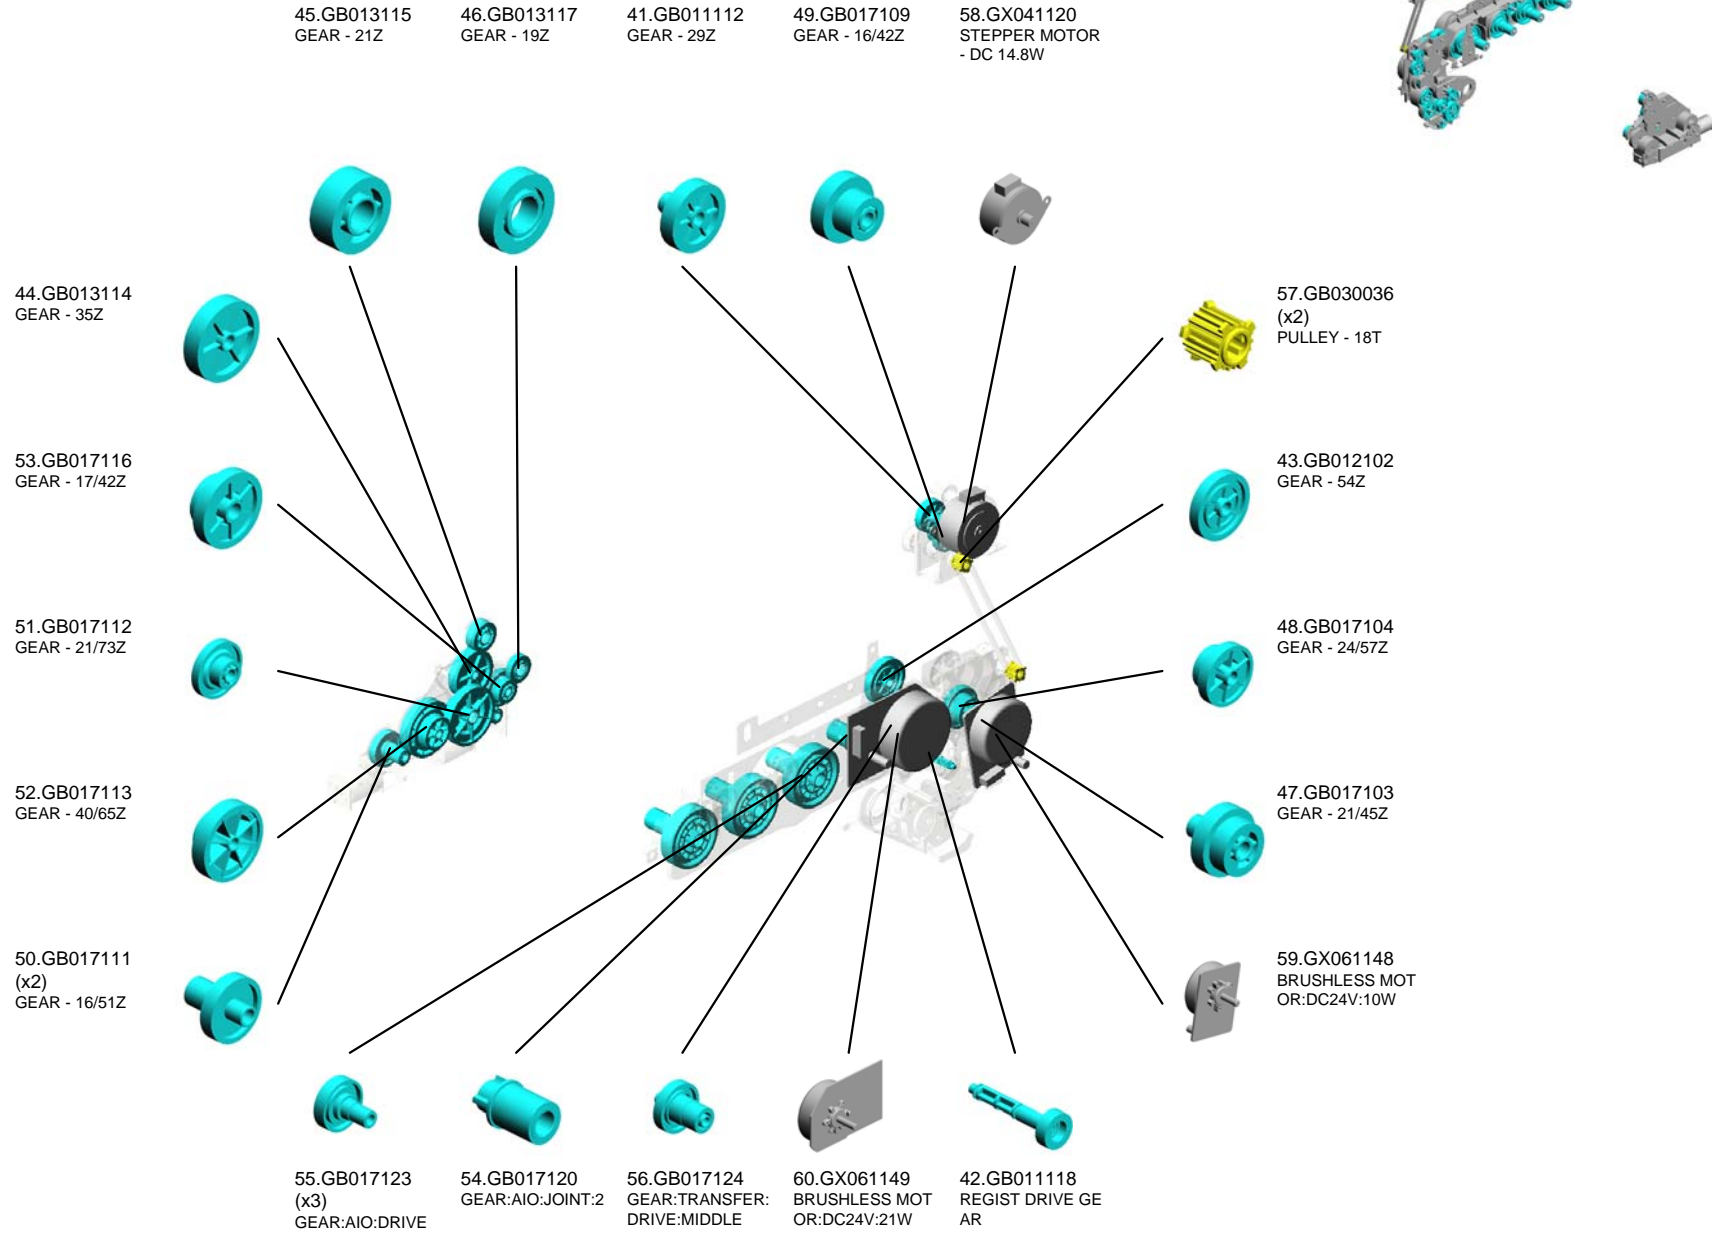 45.GB013115
GEAR - 21Z
46.GB013117
GEAR - 19Z
41.GB011112
GEAR - 29Z
49.GB017109
GEAR - 16/42Z
58.GX041120
STEPPER MOTOR
- DC 14.8W
44.GB013114
GEAR - 35Z
57.GB030036
(x2)
PULLEY - 18T
53.GB017116
GEAR - 17/42Z
43.GB012102
GEAR - 54Z
51.GB017112
GEAR - 21/73Z
48.GB017104
GEAR - 24/57Z
52.GB017113
GEAR - 40/65Z
47.GB017103
GEAR - 21/45Z
50.GB017111
(x2)
GEAR - 16/51Z
59.GX061148
BRUSHLESS MOT
OR:DC24V:10W
55.GB017123
(x3)
GEAR:AIO:DRIVE
54.GB017120
GEAR:AIO:JOINT:2
56.GB017124
GEAR:TRANSFER:
DRIVE:MIDDLE
60.GX061149
BRUSHLESS MOT
OR:DC24V:21W
42.GB011118
REGIST DRIVE GE
AR